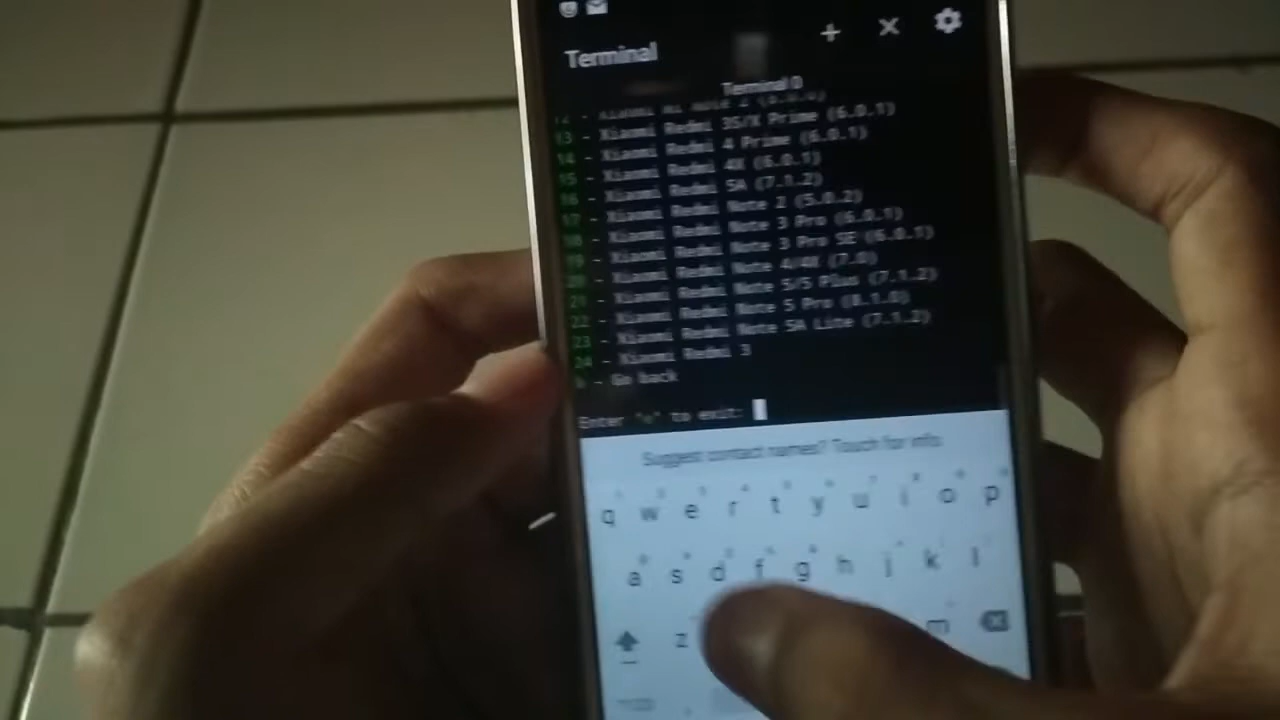 Terminal
Terminal 0
12 - Xiaomi Mi Note 2
13 - Xiaomi Redmi 3S/X Prime (6.0.1)
14 - Xiaomi Redmi 4 Prime (6.0.1)
15 - Xiaomi Redmi 4X (6.0.1)
16 - Xiaomi Redmi 5A (7.1.2)
17 - Xiaomi Redmi Note 2 (5.0.2)
18 - Xiaomi Redmi Note 3 Pro (6.0.1)
19 - Xiaomi Redmi Note 3 Pro SE (6.0.1)
20 - Xiaomi Redmi Note 4/4X (7.0)
21 - Xiaomi Redmi Note 5/5 Plus (7.1.2)
22 - Xiaomi Redmi Note 5 Pro (8.1.0)
23 - Xiaomi Redmi Note 5A Lite (7.1.2)
24 - Xiaomi Redmi 3
- Go back
Enter to exit:
Suggest contact names? Touch for info.
q w e r t y u i o p
a s d f g h j k l
z m